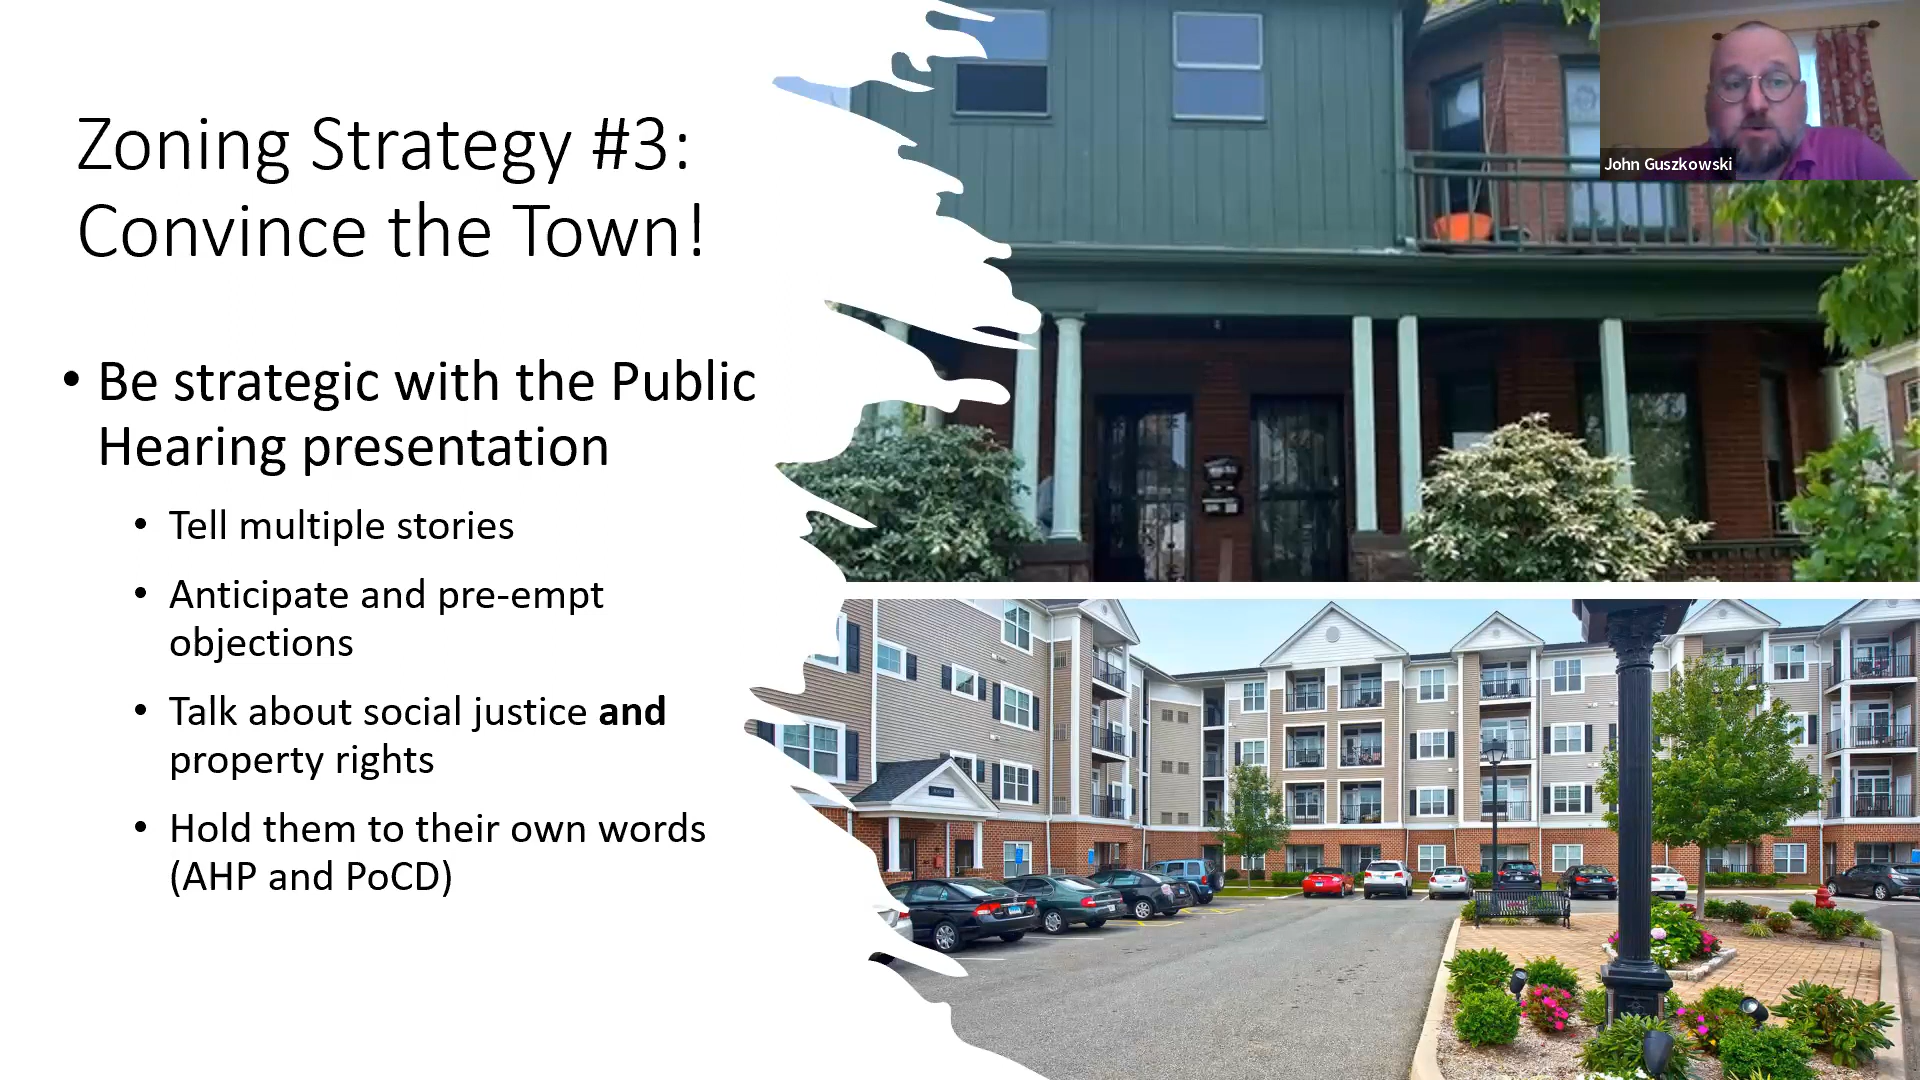 Zoning Strategy #3:
Convince the Town!
• Be strategic with the Public
Hearing presentation
• Tell multiple stories
• Anticipate and pre-empt
objections
• Talk about social justice and
property rights
• Hold them to their own words
(AHP and PoCD)
John Guszkowski